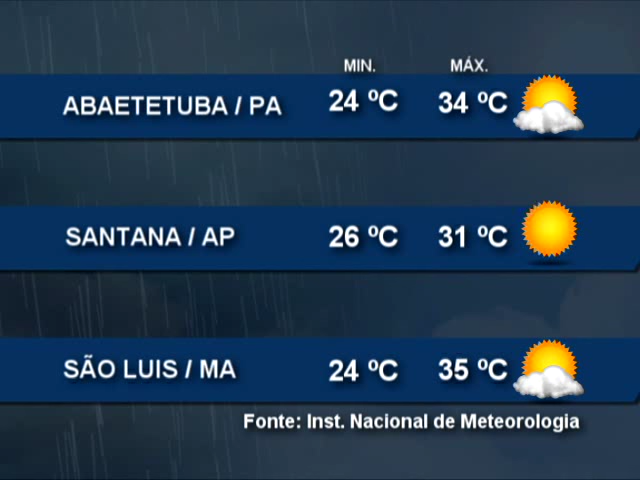 MIN. MÁX.
ABAETETUBA / PA 24 ºC 34 ºC
SANTANA / AP 26 ºC 31 ºC
SÃO LUIS / MA 24 ºC 35 ºC
Fonte: Inst. Nacional de Meteorologia